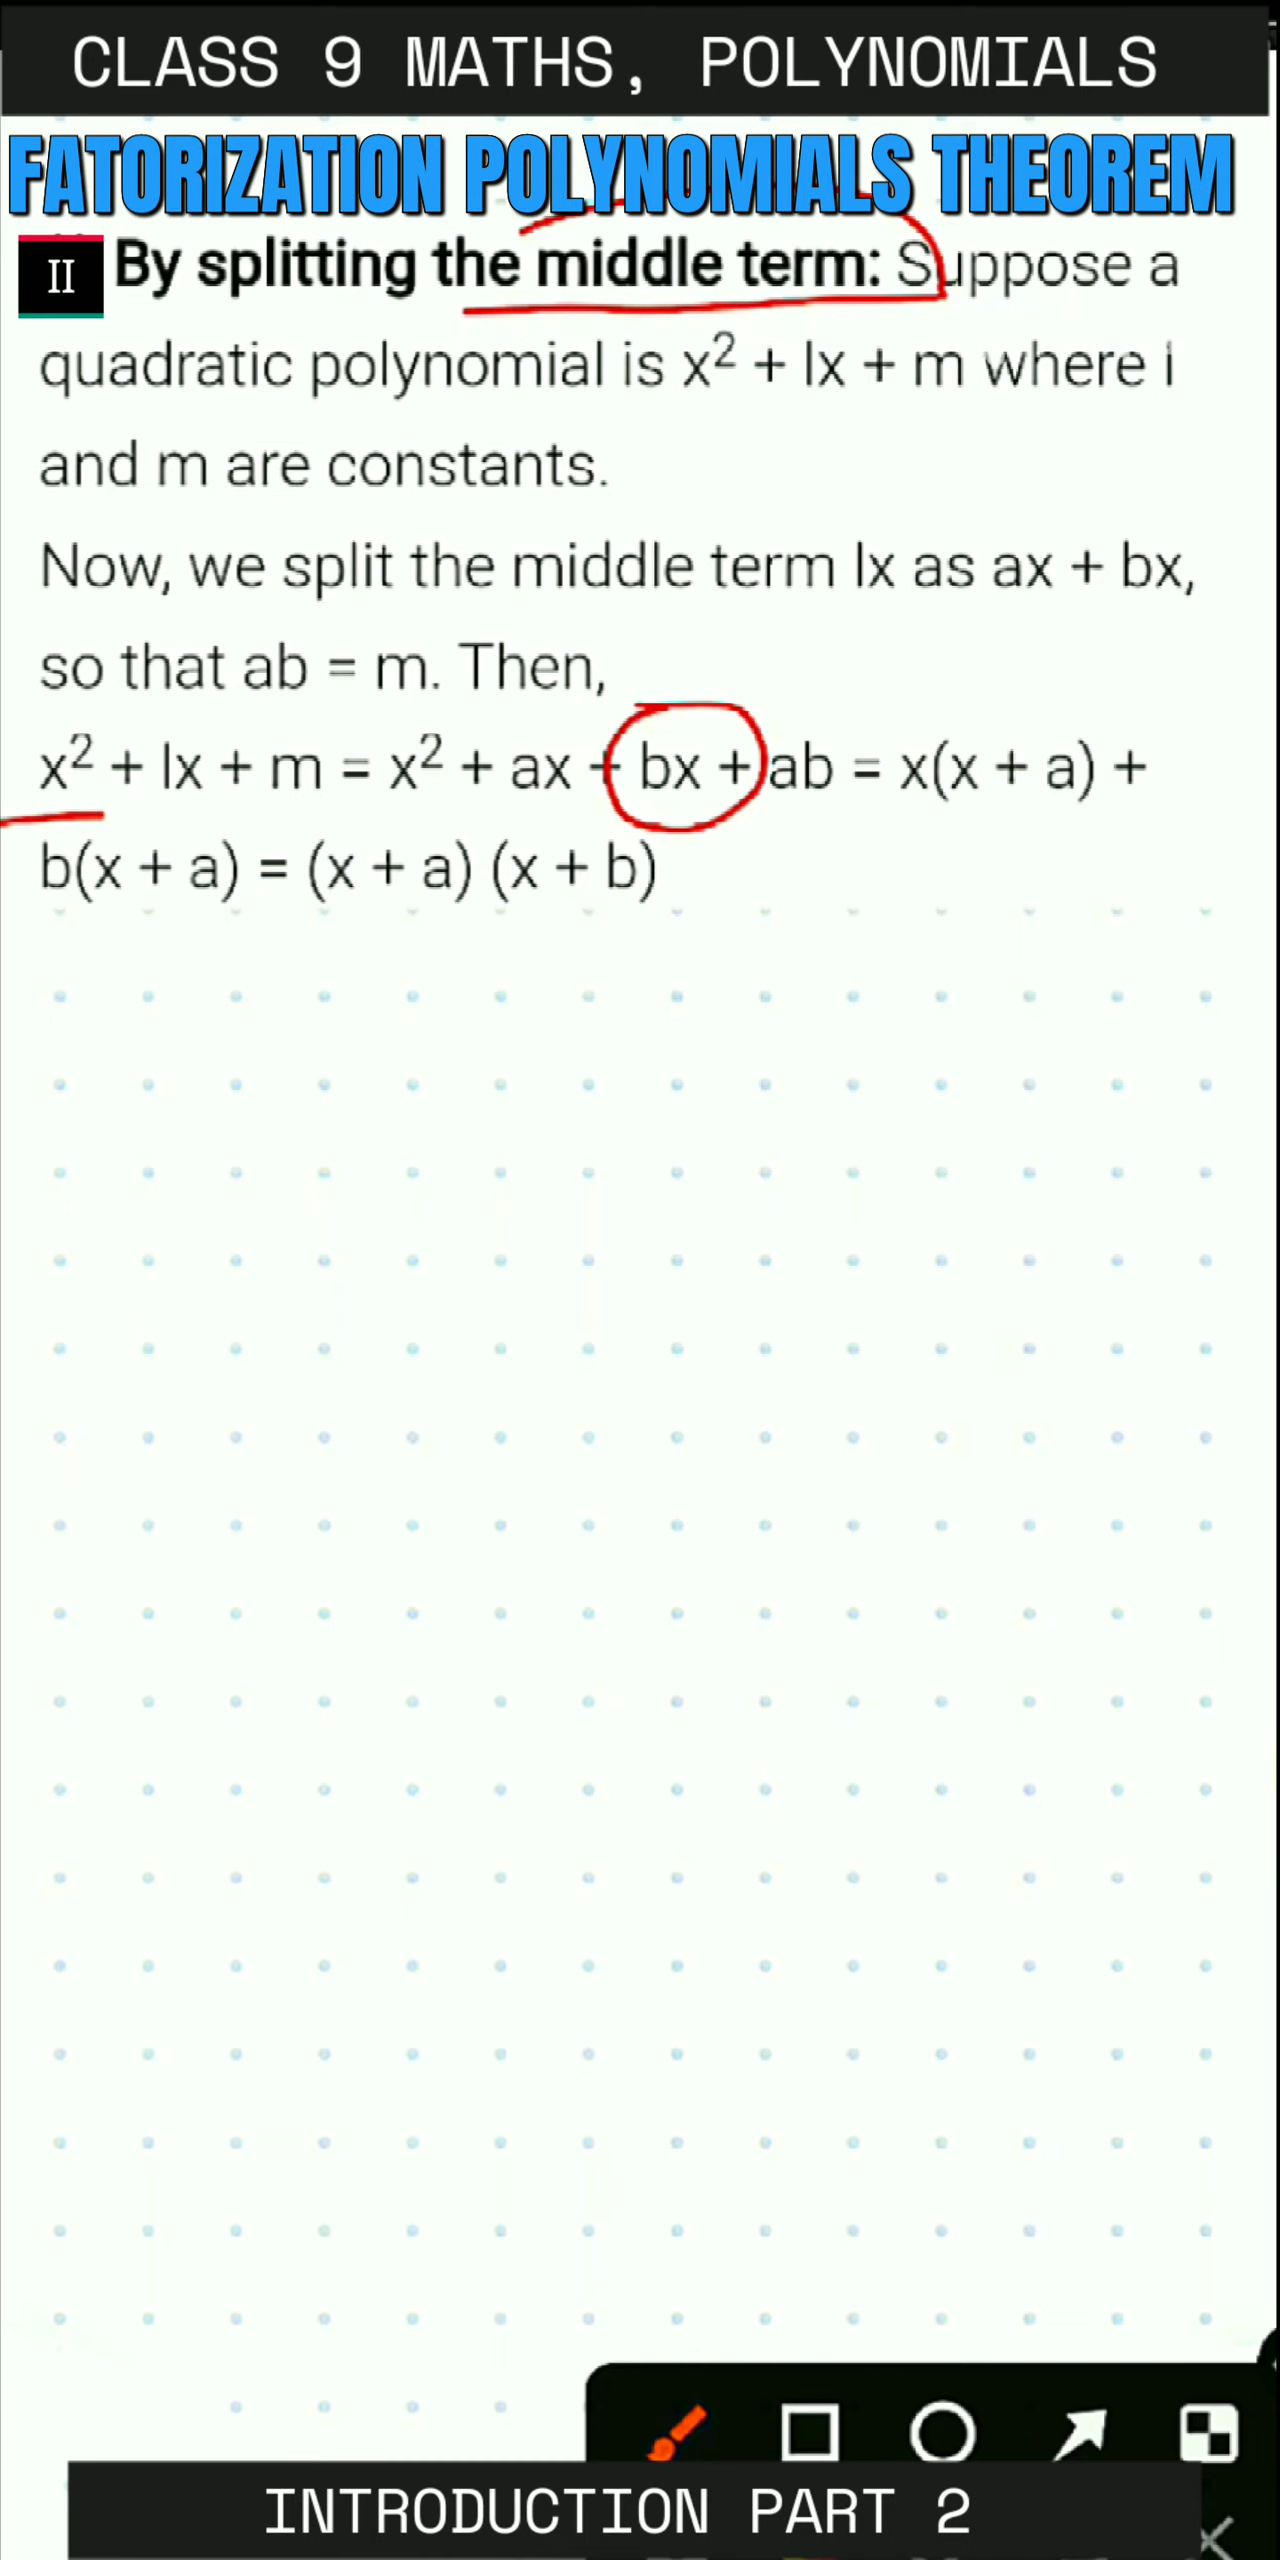 CLASS 9 MATHS, POLYNOMIALS
FATORIZATION POLYNOMIALS THEOREM
II By splitting the middle term: Suppose a
quadratic polynomial is x² + lx + m where l
and m are constants.
Now, we split the middle term lx as ax + bx,
so that ab = m. Then,
x² + lx + m = x² + ax + bx + ab = x(x + a) +
b(x + a) = (x + a) (x + b)
INTRODUCTION PART 2